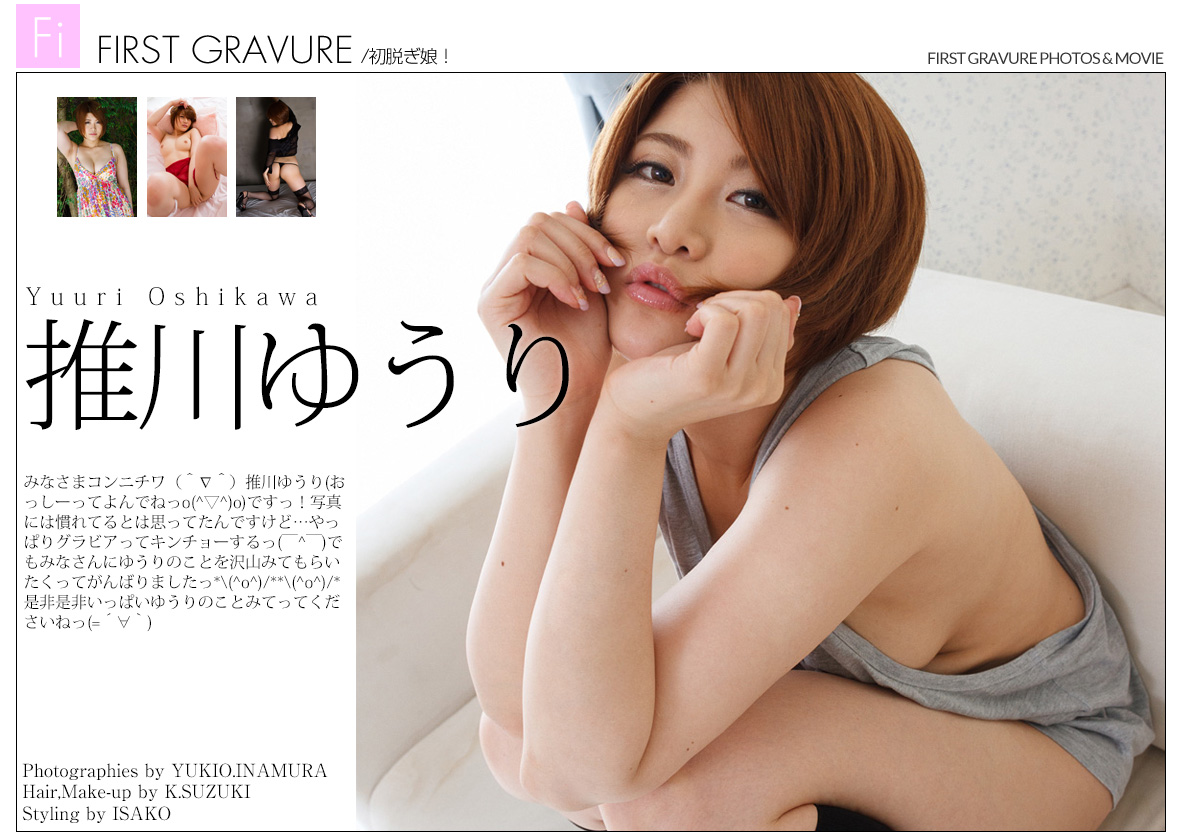 Fi
FIRST GRAVURE /初脱ぎ娘！
FIRST GRAVURE PHOTOS & MOVIE
Yuuri Oshikawa
推川ゆうり
みなさまコンニチワ（＾∇＾）推川ゆうり(お
っしーってよんでねっo(^▽^)o)ですっ！写真
には慣れてるとは思ってたんですけど…やっ
ぱりグラビアってキンチョーするっ(￣^￣)で
もみなさんにゆうりのことを沢山みてもらい
たくってがんばりましたっ*\(^o^)/**\(^o^)/*
是非是非いっぱいゆうりのことみてってくだ
さいねっ(=´∀｀)
Photographies by YUKIO.INAMURA
Hair,Make-up by K.SUZUKI
Styling by ISAKO